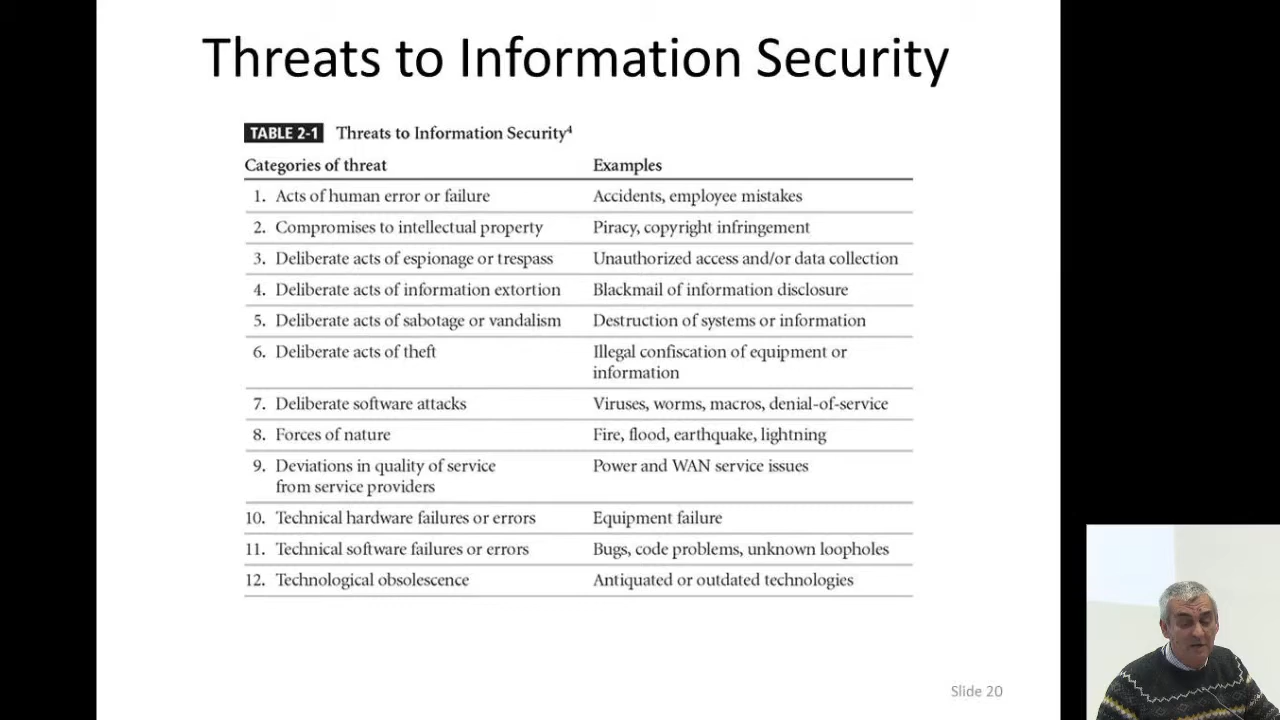 Threats to Information Security
TABLE 2-1 Threats to Information Security⁴
Categories of threat Examples
1. Acts of human error or failure Accidents, employee mistakes
2. Compromises to intellectual property Piracy, copyright infringement
3. Deliberate acts of espionage or trespass Unauthorized access and/or data collection
4. Deliberate acts of information extortion Blackmail of information disclosure
5. Deliberate acts of sabotage or vandalism Destruction of systems or information
6. Deliberate acts of theft Illegal confiscation of equipment or
information
7. Deliberate software attacks Viruses, worms, macros, denial-of-service
8. Forces of nature Fire, flood, earthquake, lightning
9. Deviations in quality of service Power and WAN service issues
from service providers
10. Technical hardware failures or errors Equipment failure
11. Technical software failures or errors Bugs, code problems, unknown loopholes
12. Technological obsolescence Antiquated or outdated technologies
Slide 20